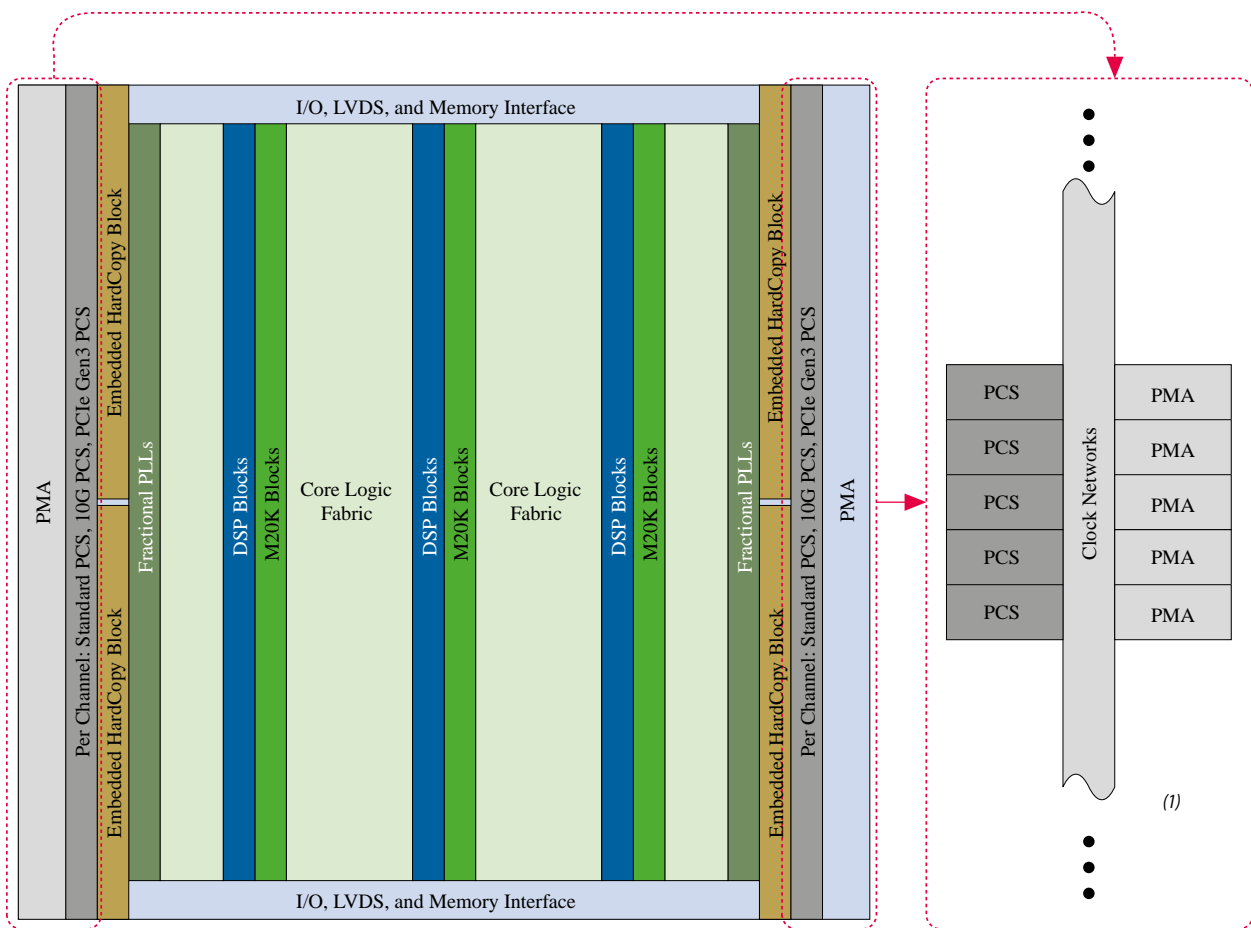 I/O, LVDS, and Memory Interface
PMA
Per Channel: Standard PCS, 10G PCS, PCIe Gen3 PCS
Embedded HardCopy Block
Embedded HardCopy Block
Fractional PLLs
DSP Blocks
M20K Blocks
Core Logic
Fabric
DSP Blocks
M20K Blocks
Core Logic
Fabric
DSP Blocks
M20K Blocks
Fractional PLLs
Embedded HardCopy Block
Embedded HardCopy Block
Per Channel: Standard PCS, 10G PCS, PCIe Gen3 PCS
PMA
I/O, LVDS, and Memory Interface
PCS
PCS
PCS
PCS
PCS
Clock Networks
PMA
PMA
PMA
PMA
PMA
(1)